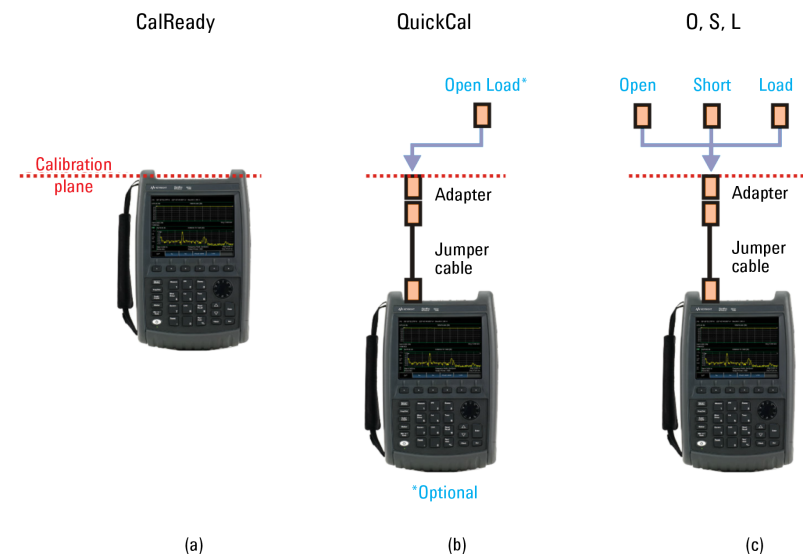 CalReady
QuickCal
O, S, L
Open Load*
Open
Short
Load
Calibration
plane
Adapter
Adapter
Jumper
cable
Jumper
cable
*Optional
(a)
(b)
(c)